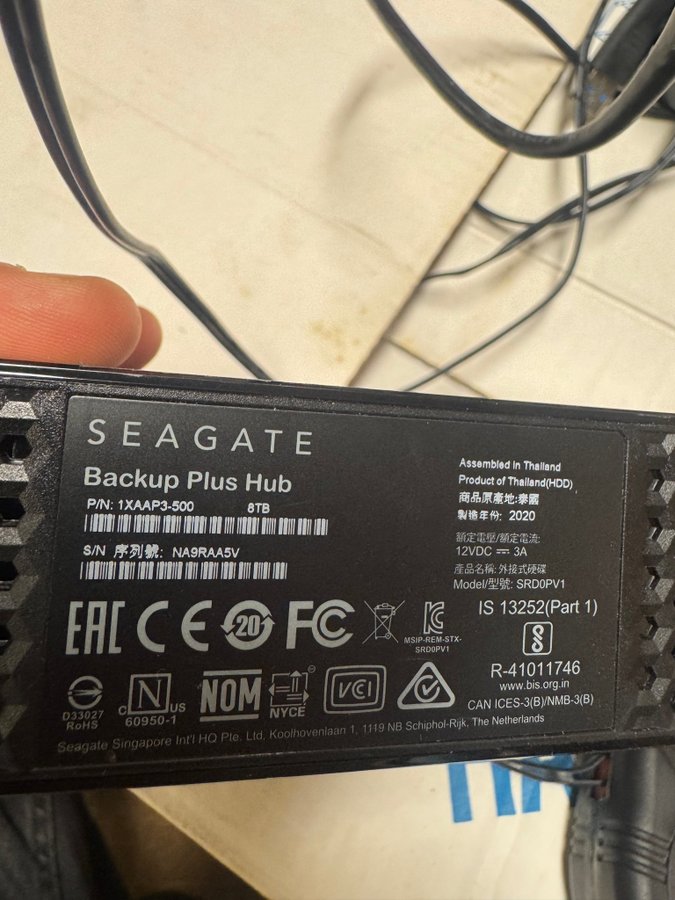 SEAGATE
Backup Plus Hub
P/N: 1XAAP3-500 8TB
S/N 序列號: NA9RAA5V
Assembled in Thailand
Product of Thailand(HDD)
商品原產地:泰國
製造年份: 2020
額定電壓/額定電流:
12VDC ⎓ 3A
產品名稱: 外接式硬碟
Model/型號: SRD0PV1
EAC CE 20 FC
MSIP-REM-STX-
SRD0PV1
IS 13252(Part 1)
R-41011746
www.bis.org.in
CAN ICES-3(B)/NMB-3(B)
D33027
RoHS
C N US
60950-1
NOM
NYCE
VCI
Seagate Singapore Int'l HQ Pte. Ltd, Koolhovenlaan 1, 1119 NB Schiphol-Rijk, The Netherlands